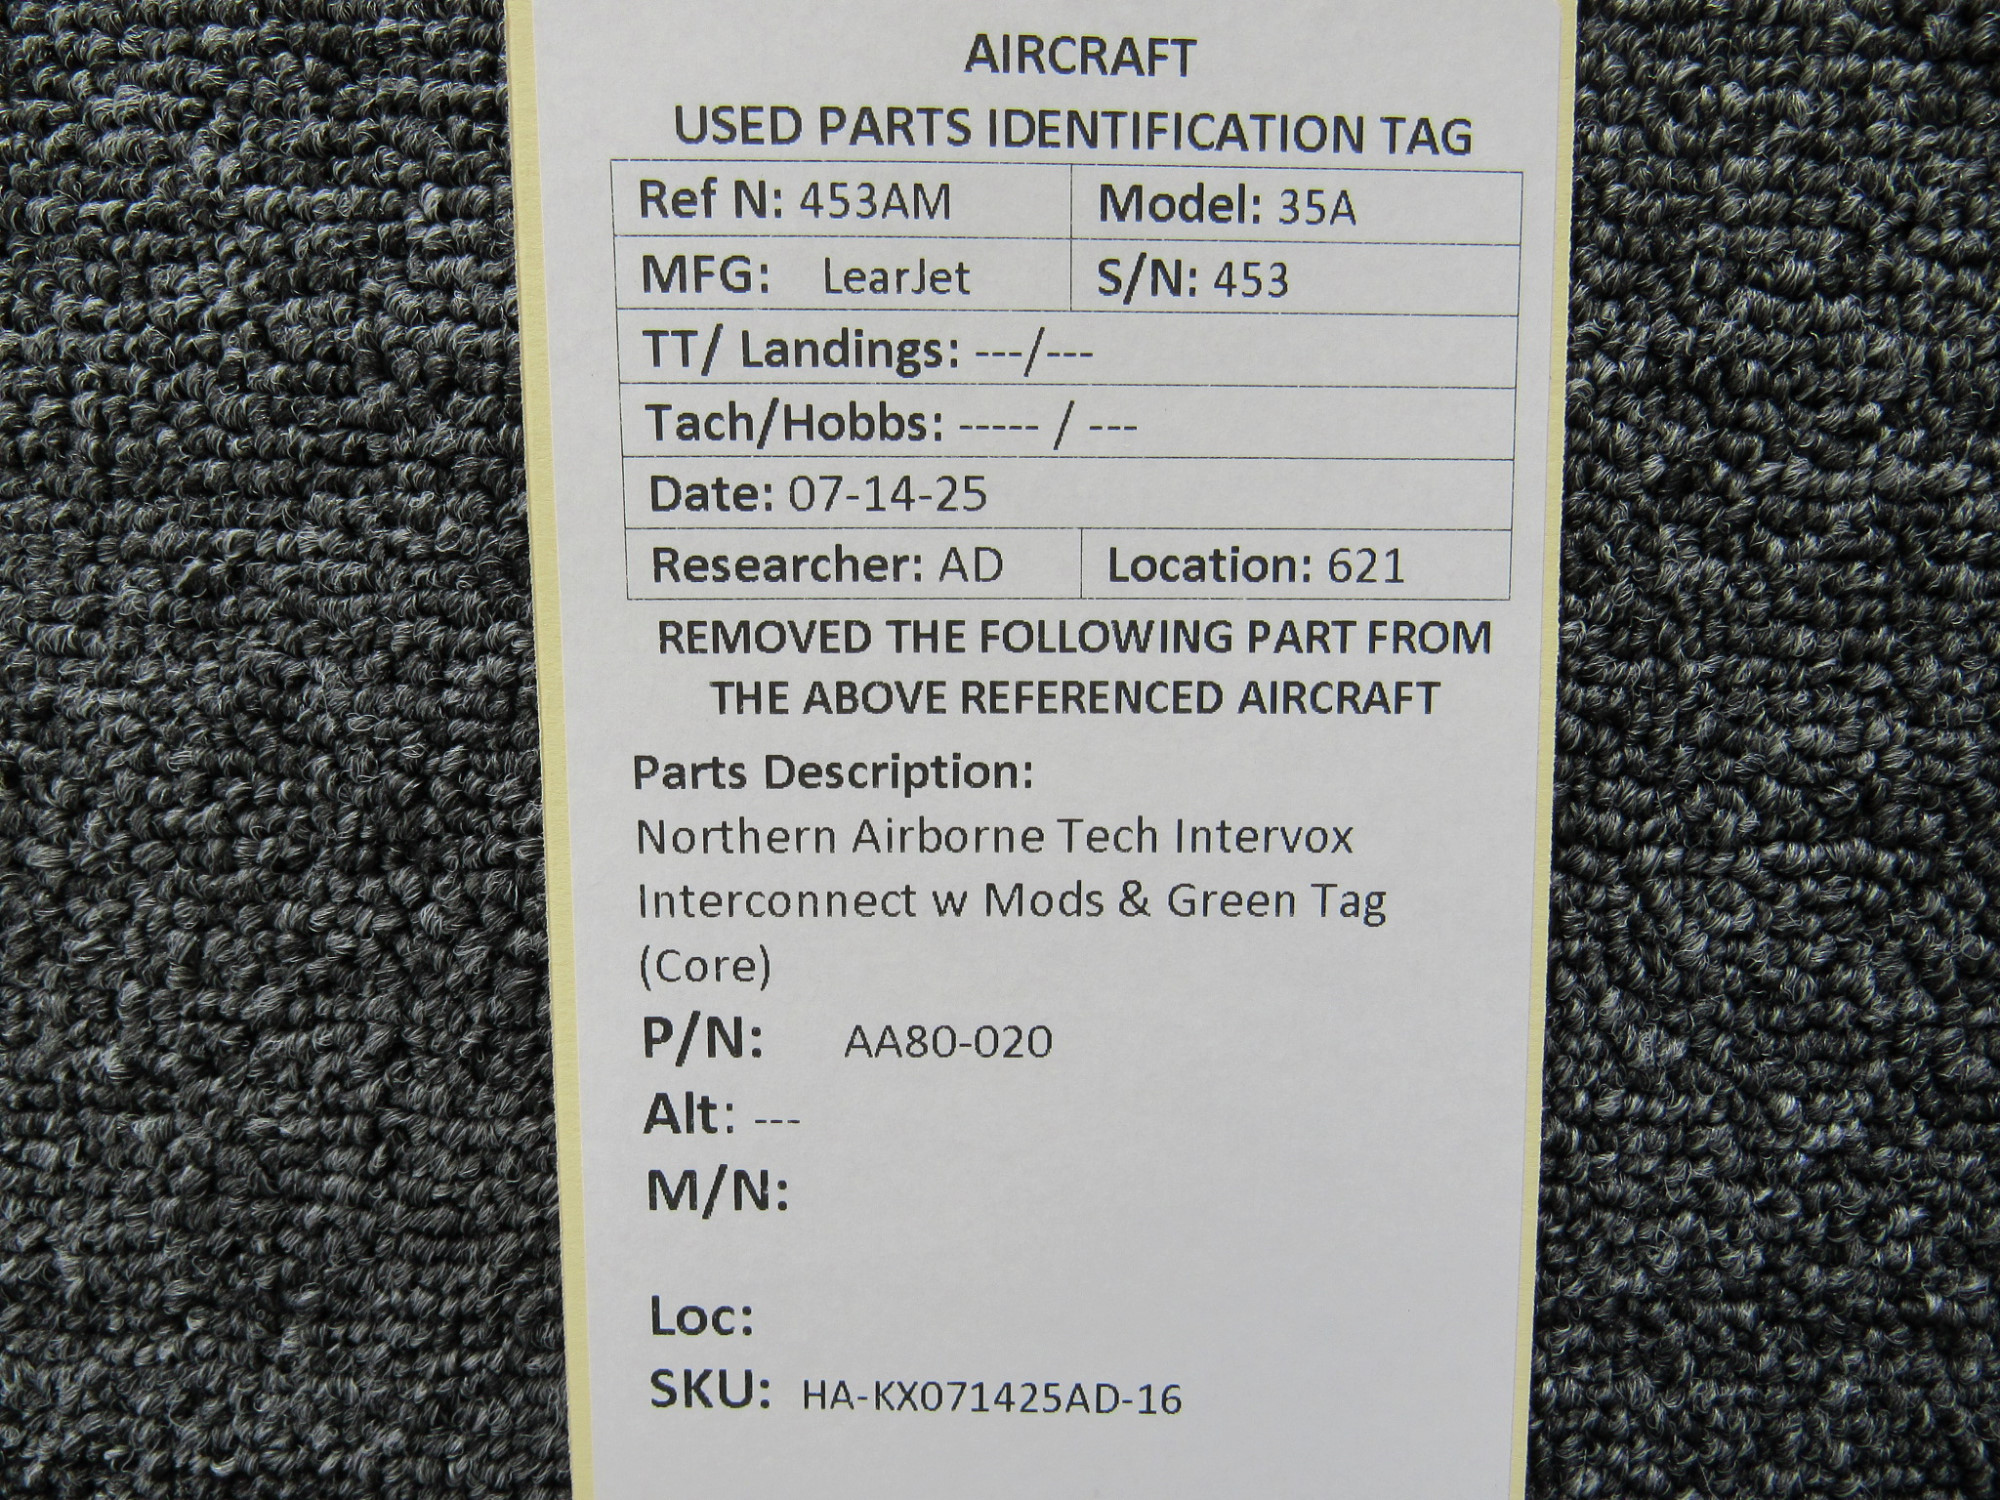 AIRCRAFT
USED PARTS IDENTIFICATION TAG
Ref N: 453AM Model: 35A
MFG: LearJet S/N: 453
TT/ Landings: ---/---
Tach/Hobbs: ----- / ---
Date: 07-14-25
Researcher: AD Location: 621
REMOVED THE FOLLOWING PART FROM
THE ABOVE REFERENCED AIRCRAFT
Parts Description:
Northern Airborne Tech Intervox
Interconnect w Mods & Green Tag
(Core)
P/N: AA80-020
Alt: ---
M/N:
Loc:
SKU: HA-KX071425AD-16